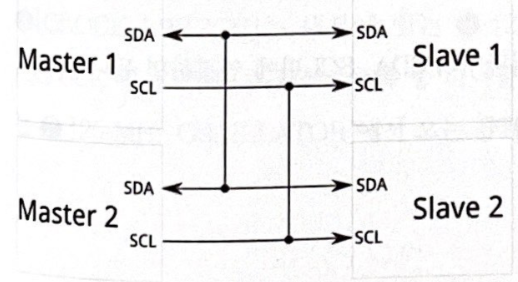 SDA SDA
Master 1 Slave 1
SCL SCL
SDA SDA
Master 2 Slave 2
SCL SCL